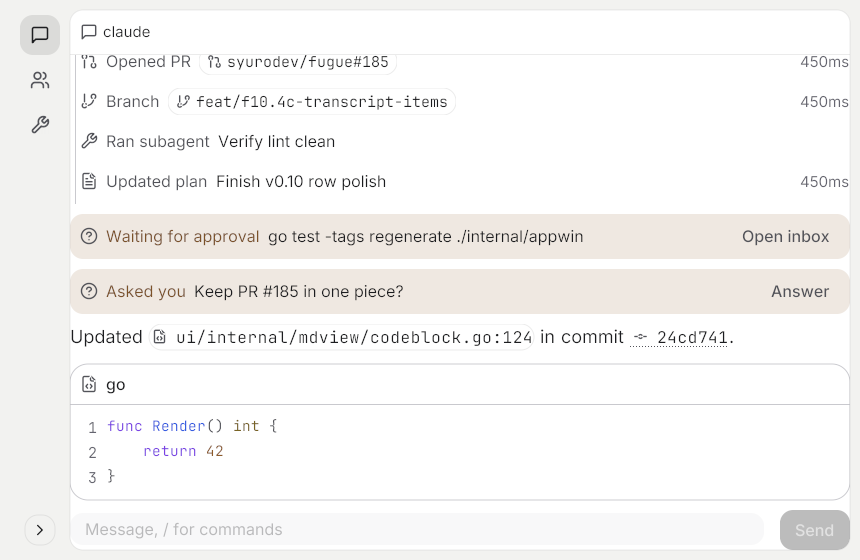 claude
Opened PR syurodev/fugue#185 450ms
Branch feat/f10.4c-transcript-items 450ms
Ran subagent Verify lint clean
Updated plan Finish v0.10 row polish 450ms
Waiting for approval go test -tags regenerate ./internal/appwin Open inbox
Asked you Keep PR #185 in one piece? Answer
Updated ui/internal/mdview/codeblock.go:124 in commit 24cd741.
go
1 func Render() int {
2     return 42
3 }
Message, / for commands Send